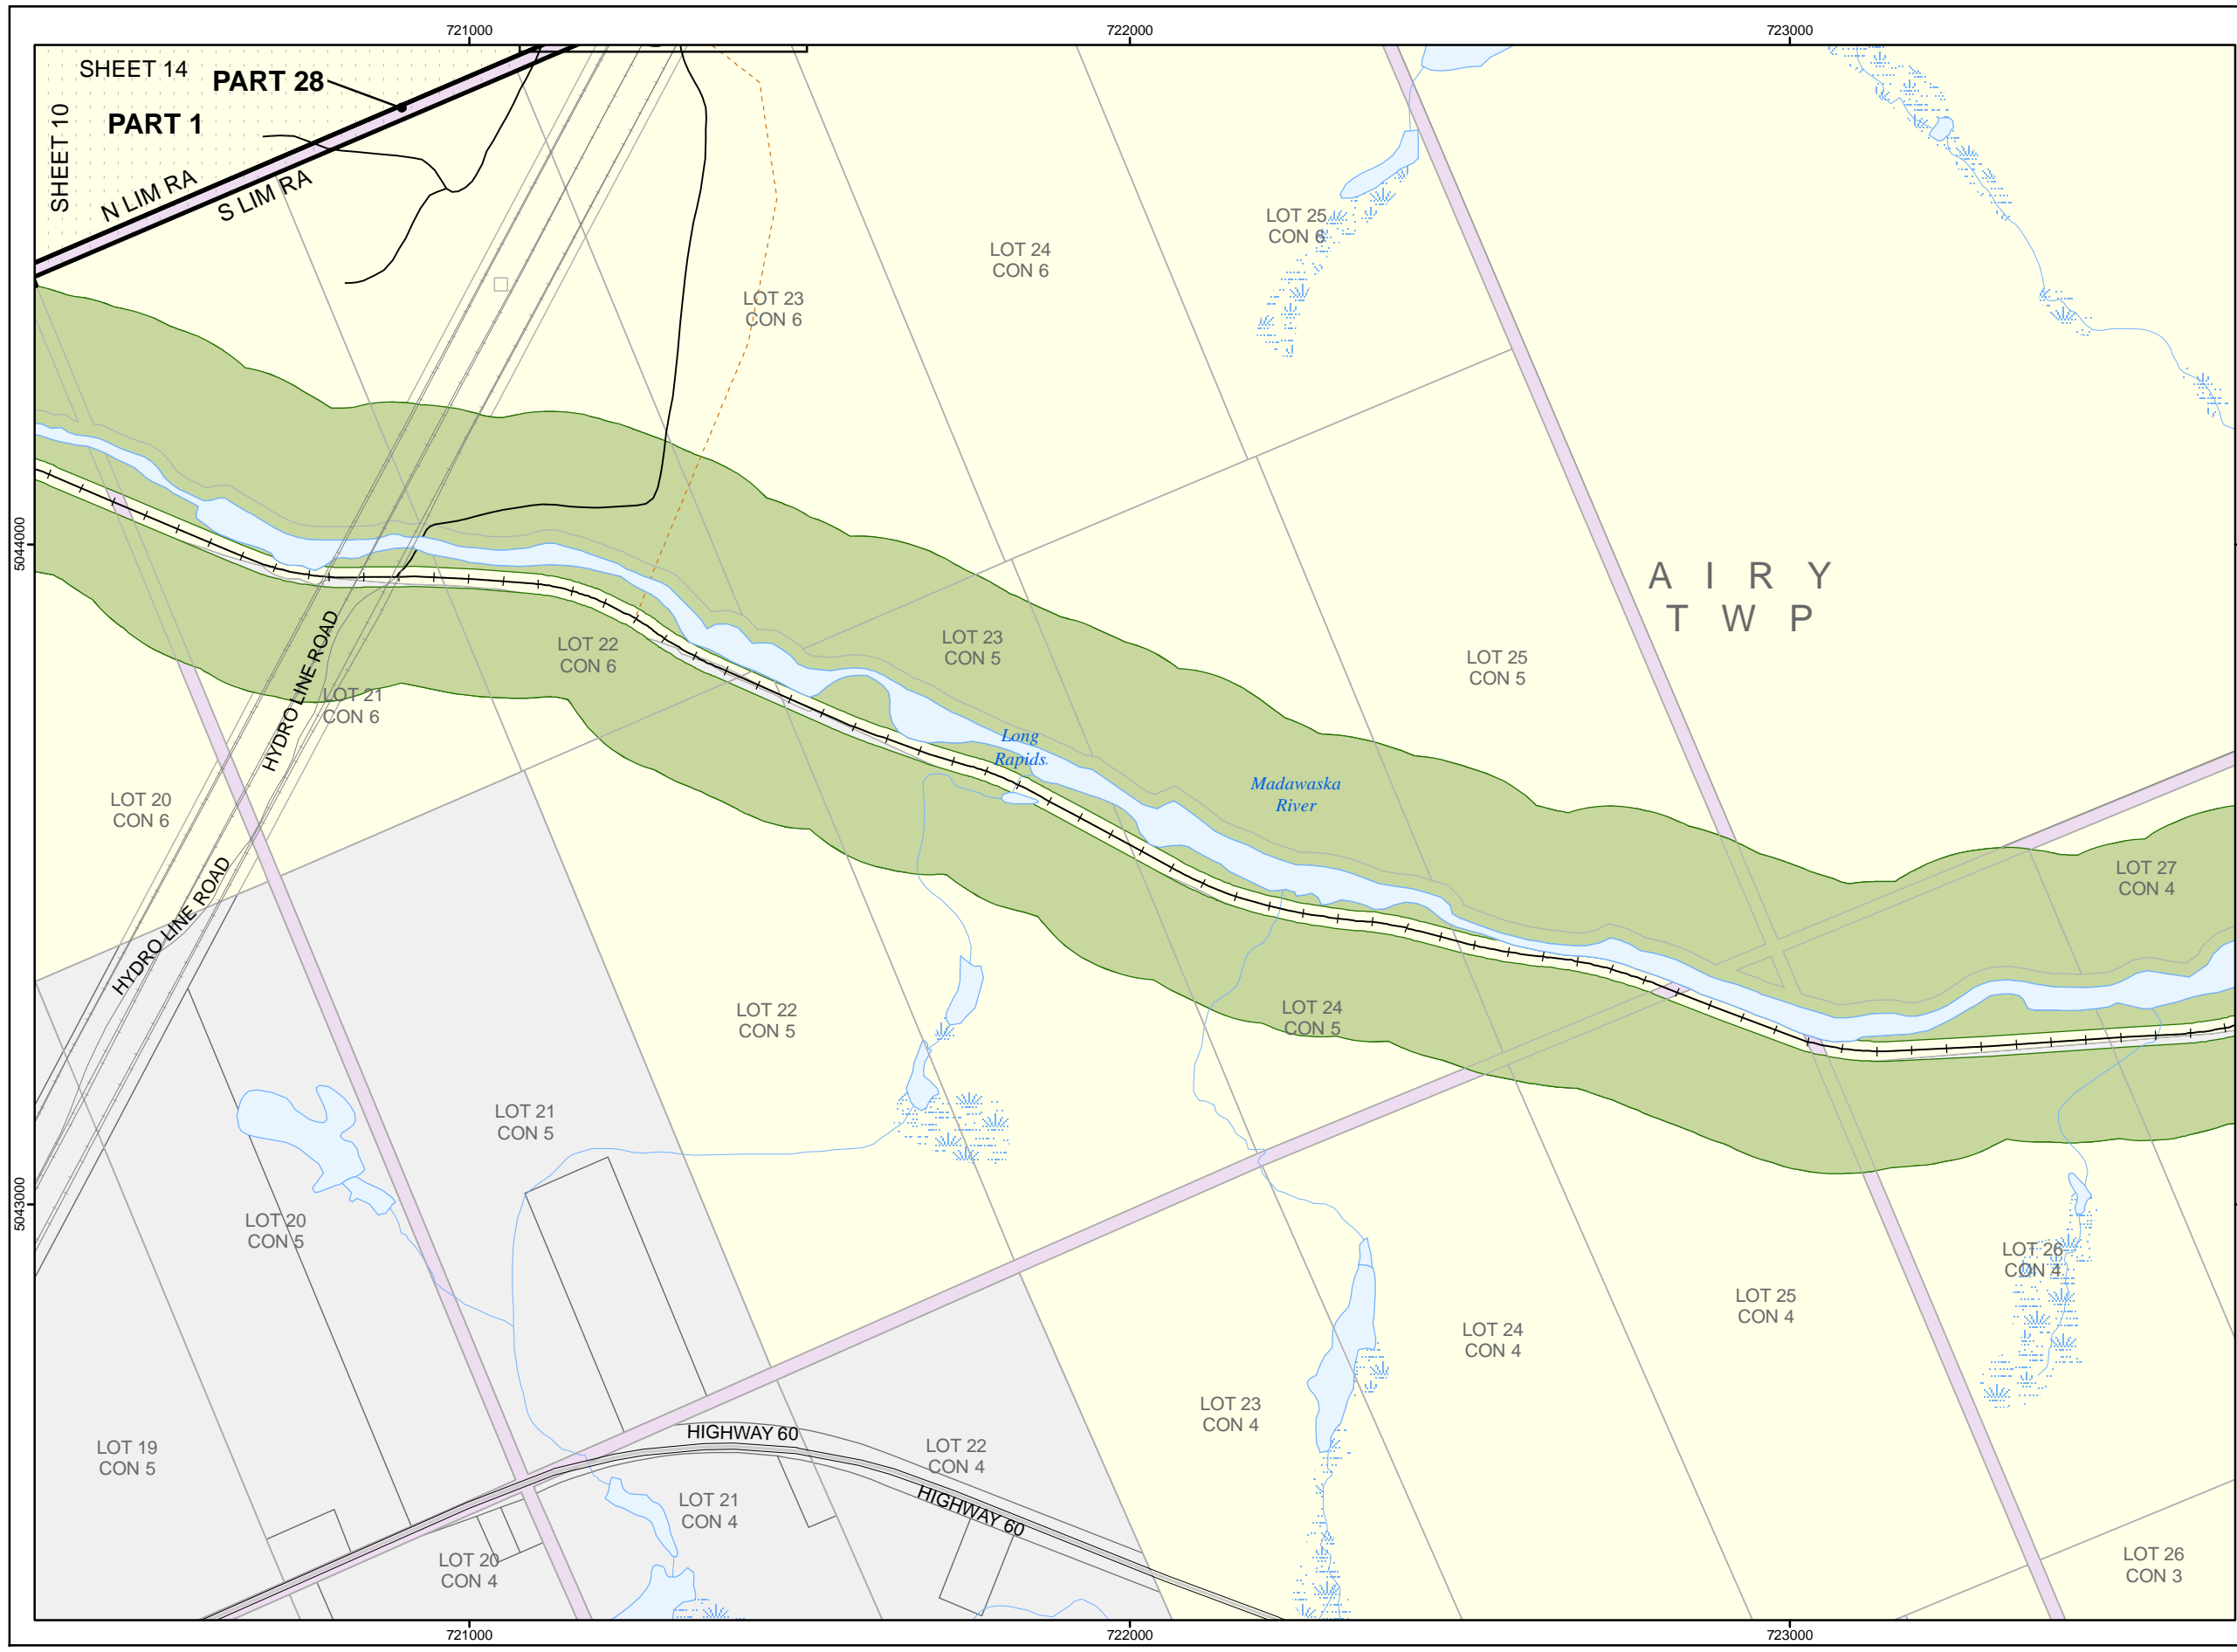 721000
722000
723000
SHEET 14
PART 28
PART 1
SHEET 10
N LIM RA
S LIM RA
LOT 25
CON 6
LOT 24
CON 6
LOT 23
CON 6
5044000
A I R Y
T W P
LOT 22
CON 6
LOT 23
CON 5
LOT 25
CON 5
LOT 21
CON 6
HYDRO LINE ROAD
Long
Rapids
Madawaska
River
LOT 20
CON 6
LOT 27
CON 4
HYDRO LINE ROAD
LOT 22
CON 5
LOT 24
CON 5
LOT 21
CON 5
5043000
LOT 20
CON 5
LOT 26
CON 4
LOT 25
CON 4
LOT 24
CON 4
LOT 23
CON 4
HIGHWAY 60
LOT 19
CON 5
LOT 22
CON 4
LOT 21
CON 4
HIGHWAY 60
LOT 20
CON 4
LOT 26
CON 3
721000
722000
723000